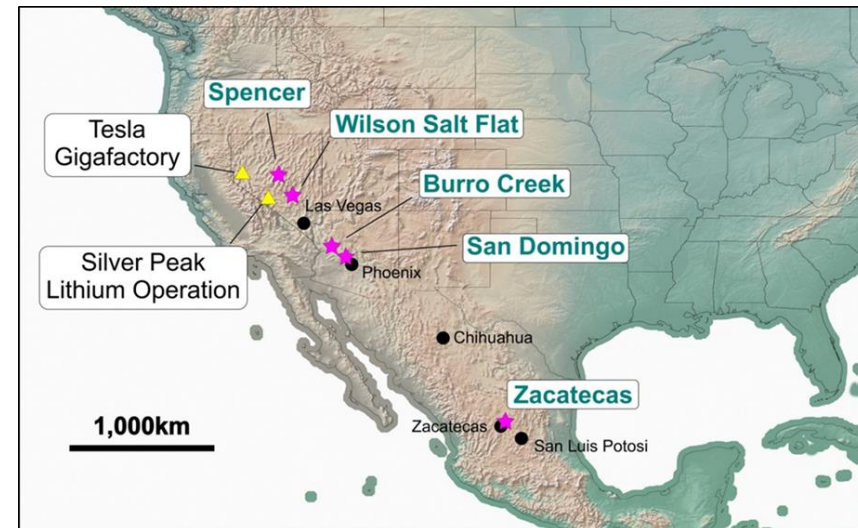 Spencer
Wilson Salt Flat
Tesla
Gigafactory
Burro Creek
Las Vegas
San Domingo
Silver Peak
Lithium Operation
Phoenix
Chihuahua
Zacatecas
1,000km
Zacatecas
San Luis Potosi